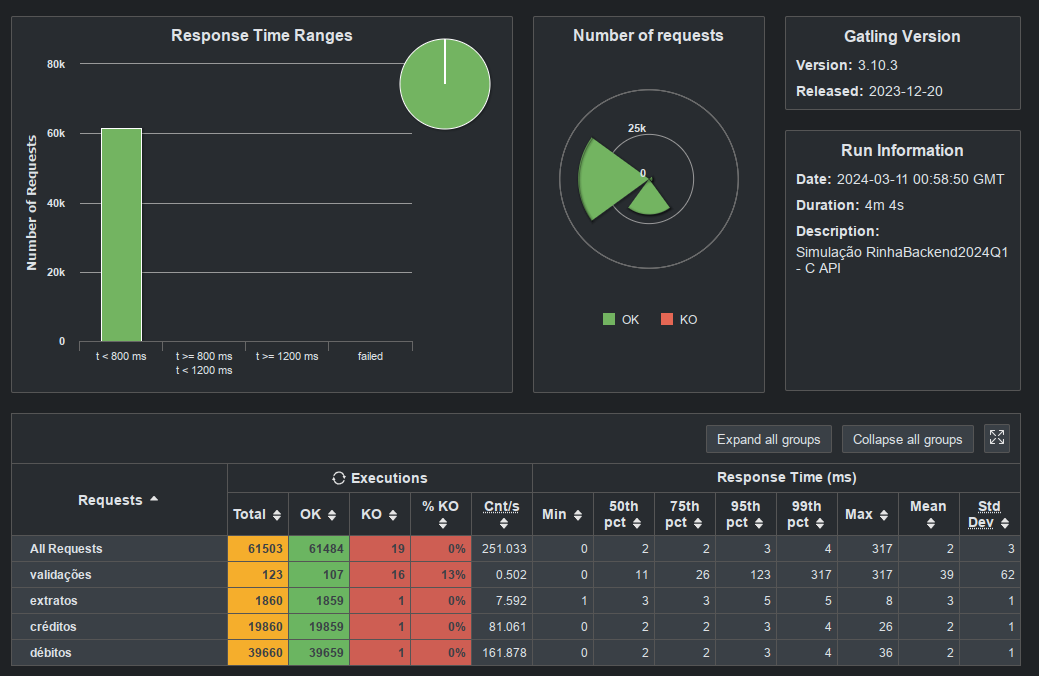 Response Time Ranges
80k
60k
40k
20k
0
Number of Requests
t < 800 ms
t >= 800 ms
t < 1200 ms
t >= 1200 ms
failed
Number of requests
25k
0
OK
KO
Gatling Version
Version: 3.10.3
Released: 2023-12-20
Run Information
Date: 2024-03-11 00:58:50 GMT
Duration: 4m 4s
Description:
Simulação RinhaBackend2024Q1
- C API
Expand all groups Collapse all groups
Requests
Executions
Response Time (ms)
Total OK KO % KO Cnt/s Min 50th pct 75th pct 95th pct 99th pct Max Mean Std Dev
All Requests 61503 61484 19 0% 251.033 0 2 2 3 4 317 2 3
validações 123 107 16 13% 0.502 0 11 26 123 317 317 39 62
extratos 1860 1859 1 0% 7.592 1 3 3 5 5 8 3 1
créditos 19860 19859 1 0% 81.061 0 2 2 3 4 26 2 1
débitos 39660 39659 1 0% 161.878 0 2 2 3 4 36 2 1